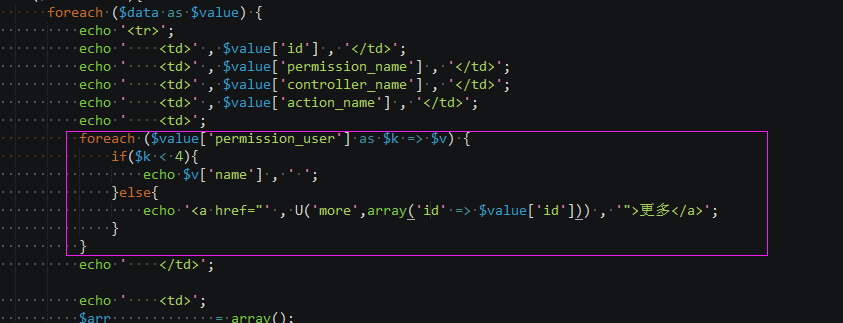 foreach ($data as $value) {
echo '<tr>';
echo '    <td>' , $value['id'] , '</td>';
echo '    <td>' , $value['permission_name'] , '</td>';
echo '    <td>' , $value['controller_name'] , '</td>';
echo '    <td>' , $value['action_name'] , '</td>';
echo '    <td>';
foreach ($value['permission_user'] as $k => $v) {
if($k < 4){
echo $v['name'] , ' ';
}else{
echo '<a href="' , U('more',array('id' => $value['id'])) , '">更多</a>';
}
}
echo '    </td>';
echo '    <td>';
$arr = array();